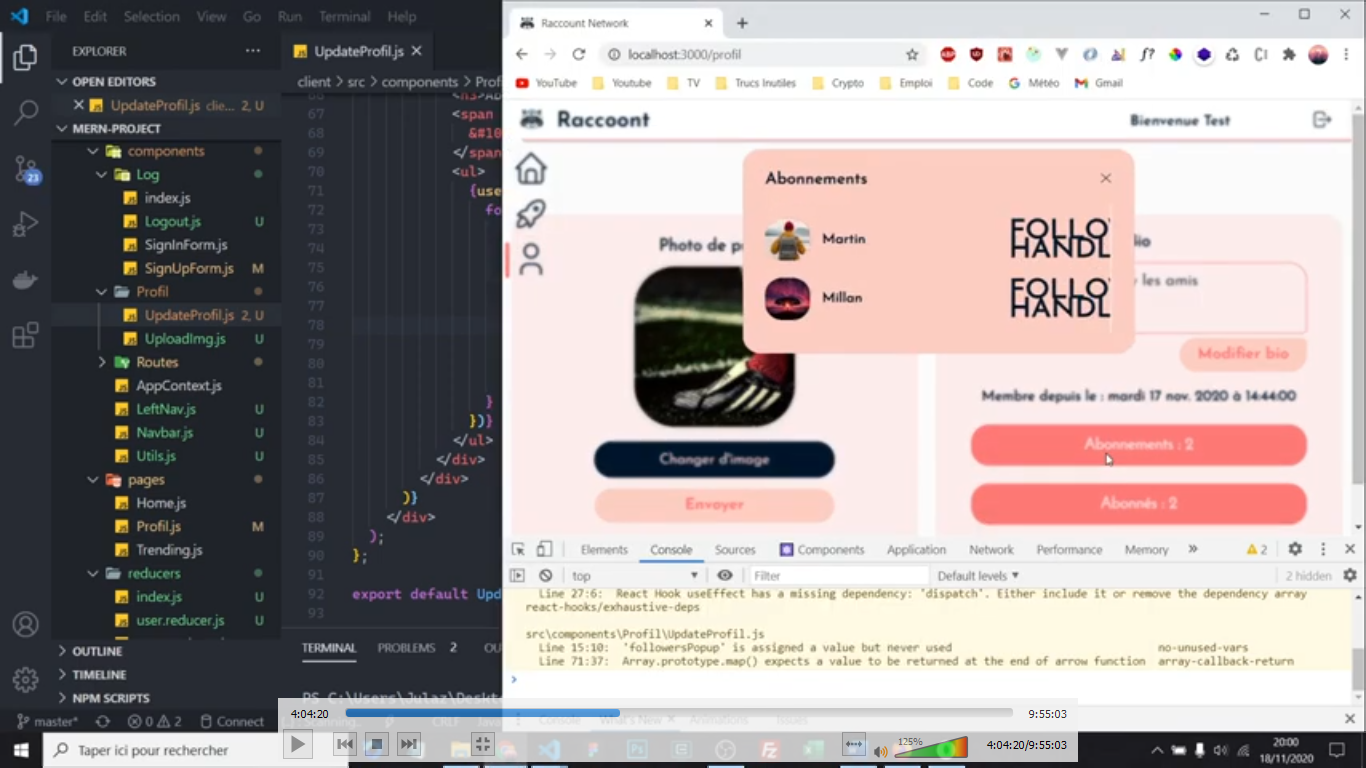 File Edit Selection View Go Run Terminal Help
EXPLORER
OPEN EDITORS
UpdateProfil.js clie... 2, U
MERN-PROJECT
components
Log
index.js
Logout.js U
SignInForm.js
SignUpForm.js M
Profil
UpdateProfil.js 2, U
UploadImg.js U
Routes
AppContext.js
LeftNav.js U
Navbar.js U
Utils.js U
pages
Home.js
Profil.js M
Trending.js
reducers
index.js U
user.reducer.js U
OUTLINE
TIMELINE
NPM SCRIPTS
23
master* 0 2 Connect
UpdateProfil.js
client > src > components > Prof
67 <span
68 &#10
69 </span
70 <ul>
71 {use
72 fo
73
74
75
76
77
78
79
80
81
82 }
83 })}
84 </ul>
85 </div>
86 </div>
87 )}
88 </div>
89 );
90 };
91
92 export default Upd
93
TERMINAL PROBLEMS 2 OU
PS C:\Users\Julaz\Deskt
Raccount Network
localhost:3000/profil
YouTube Youtube TV Trucs Inutiles Crypto Emploi Code Météo Gmail
Raccoont
Bienvenue Test
Abonnements
Martin
FOLLO
HANDL
Millan
FOLLO
HANDL
Photo de p
io
les amis
Modifier bio
Membre depuis le : mardi 17 nov. 2020 à 14:44:00
Changer d'image
Abonnements : 2
Envoyer
Abonnés : 2
Elements Console Sources Components Application Network Performance Memory 2
top Filter Default levels 2 hidden
Line 27:6: React Hook useEffect has a missing dependency: 'dispatch'. Either include it or remove the dependency array
react-hooks/exhaustive-deps
src\components\Profil\UpdateProfil.js
Line 15:10: 'followersPopup' is assigned a value but never used no-unused-vars
Line 71:37: Array.prototype.map() expects a value to be returned at the end of arrow function array-callback-return
Console What's New Animations Issues
4:04:20 9:55:03
125%
4:04:20/9:55:03
Taper ici pour rechercher
20:00
18/11/2020